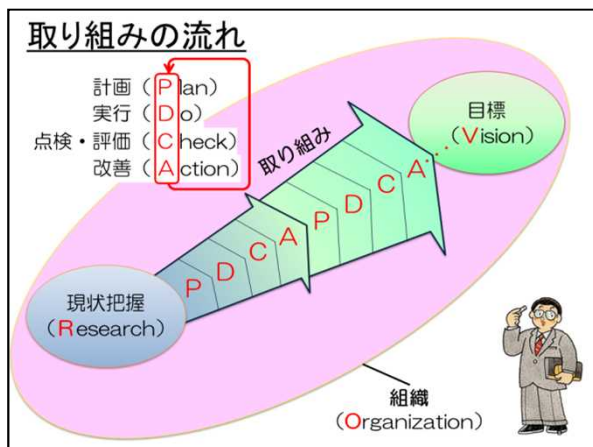 取り組みの流れ
計画（Plan）
実行（Do）
点検・評価（Check）
改善（Action）
取り組み
目標
（Vision）
P D C A P D C A
現状把握
（Research）
組織
（Organization）